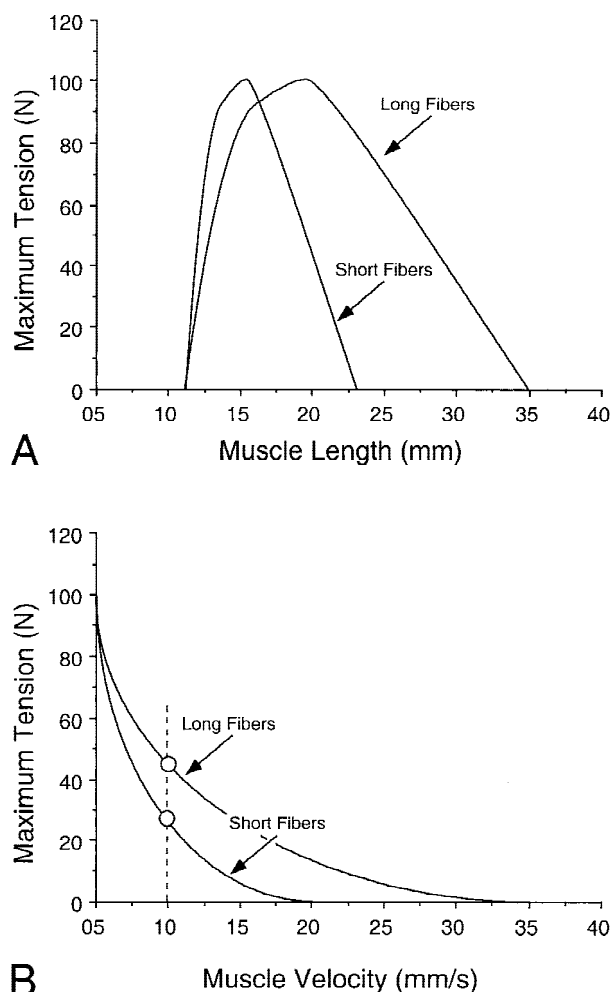 120
100
80
60
40
20
0
Maximum Tension (N)
Long Fibers
Short Fibers
05 10 15 20 25 30 35 40
A
Muscle Length (mm)
120
100
80
60
40
20
0
Maximum Tension (N)
Long Fibers
Short Fibers
05 10 15 20 25 30 35 40
B
Muscle Velocity (mm/s)